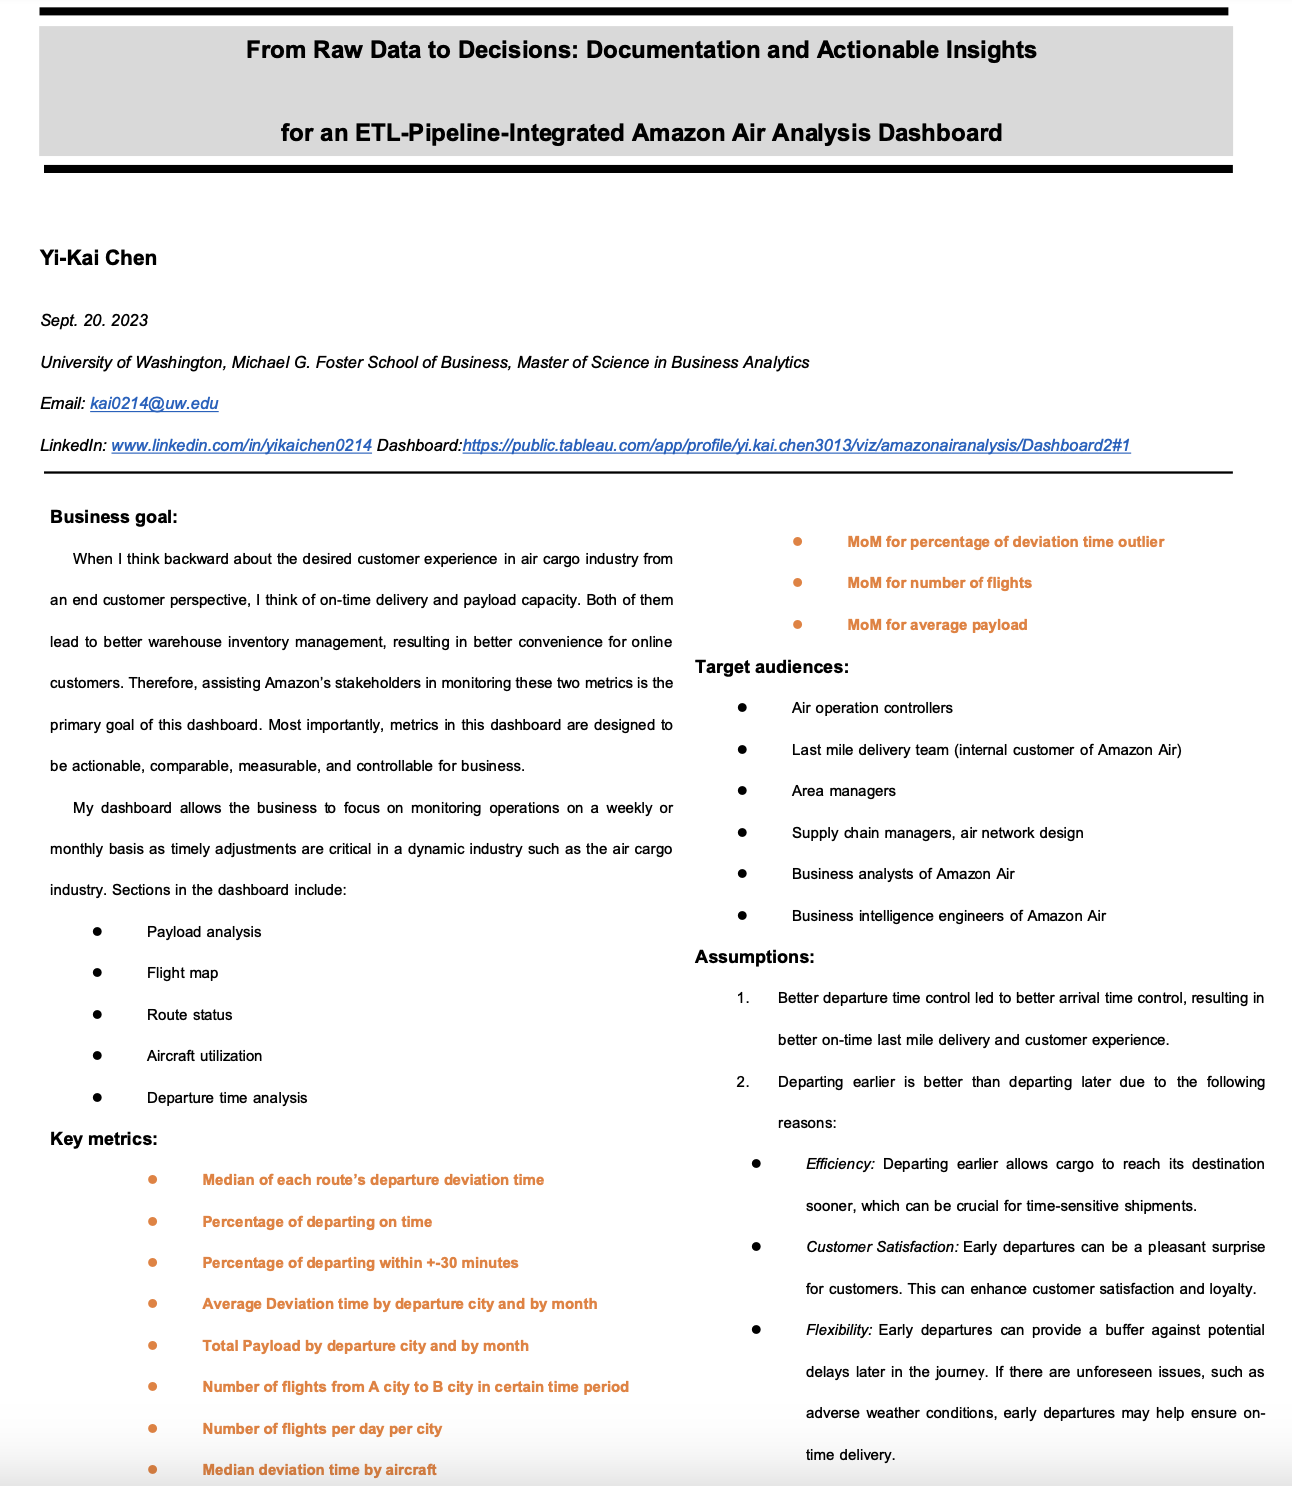 From Raw Data to Decisions: Documentation and Actionable Insights
for an ETL-Pipeline-Integrated Amazon Air Analysis Dashboard
Yi-Kai Chen
Sept. 20. 2023
University of Washington, Michael G. Foster School of Business, Master of Science in Business Analytics
Email: kai0214@uw.edu
LinkedIn: www.linkedin.com/in/yikaichen0214 Dashboard:https://public.tableau.com/app/profile/yi.kai.chen3013/viz/amazonairanalysis/Dashboard2#1
Business goal:
When I think backward about the desired customer experience in air cargo industry from
an end customer perspective, I think of on-time delivery and payload capacity. Both of them
lead to better warehouse inventory management, resulting in better convenience for online
customers. Therefore, assisting Amazon's stakeholders in monitoring these two metrics is the
primary goal of this dashboard. Most importantly, metrics in this dashboard are designed to
be actionable, comparable, measurable, and controllable for business.
My dashboard allows the business to focus on monitoring operations on a weekly or
monthly basis as timely adjustments are critical in a dynamic industry such as the air cargo
industry. Sections in the dashboard include:
● Payload analysis
● Flight map
● Route status
● Aircraft utilization
● Departure time analysis
Key metrics:
● Median of each route's departure deviation time
● Percentage of departing on time
● Percentage of departing within +-30 minutes
● Average Deviation time by departure city and by month
● Total Payload by departure city and by month
● Number of flights from A city to B city in certain time period
● Number of flights per day per city
● Median deviation time by aircraft
● MoM for percentage of deviation time outlier
● MoM for number of flights
● MoM for average payload
Target audiences:
● Air operation controllers
● Last mile delivery team (internal customer of Amazon Air)
● Area managers
● Supply chain managers, air network design
● Business analysts of Amazon Air
● Business intelligence engineers of Amazon Air
Assumptions:
1. Better departure time control led to better arrival time control, resulting in
better on-time last mile delivery and customer experience.
2. Departing earlier is better than departing later due to the following
reasons:
● Efficiency: Departing earlier allows cargo to reach its destination
sooner, which can be crucial for time-sensitive shipments.
● Customer Satisfaction: Early departures can be a pleasant surprise
for customers. This can enhance customer satisfaction and loyalty.
● Flexibility: Early departures can provide a buffer against potential
delays later in the journey. If there are unforeseen issues, such as
adverse weather conditions, early departures may help ensure on-
time delivery.